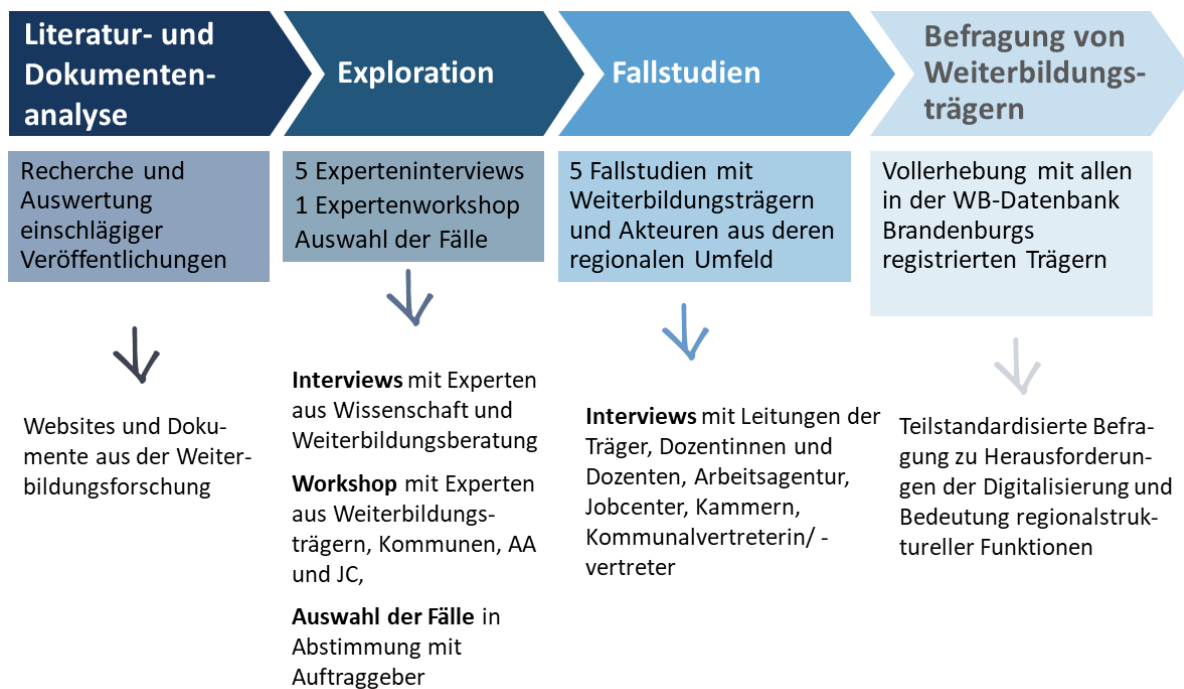 Literatur- und
Dokumenten-
analyse
Exploration
Fallstudien
Befragung von
Weiterbildungs-
trägern
Recherche und
Auswertung
einschlägiger
Veröffentlichungen
5 Experteninterviews
1 Expertenworkshop
Auswahl der Fälle
5 Fallstudien mit
Weiterbildungsträgern
und Akteuren aus deren
regionalen Umfeld
Vollerhebung mit allen
in der WB-Datenbank
Brandenburgs
registrierten Trägern
Websites und Doku-
mente aus der Weiter-
bildungsforschung
Interviews mit Experten
aus Wissenschaft und
Weiterbildungsberatung
Workshop mit Experten
aus Weiterbildungs-
trägern, Kommunen, AA
und JC,
Auswahl der Fälle in
Abstimmung mit
Auftraggeber
Interviews mit Leitungen der
Träger, Dozentinnen und
Dozenten, Arbeitsagentur,
Jobcenter, Kammern,
Kommunalvertreterin/ -
vertreter
Teilstandardisierte Befra-
gung zu Herausforderun-
gen der Digitalisierung und
Bedeutung regionalstruk-
tureller Funktionen